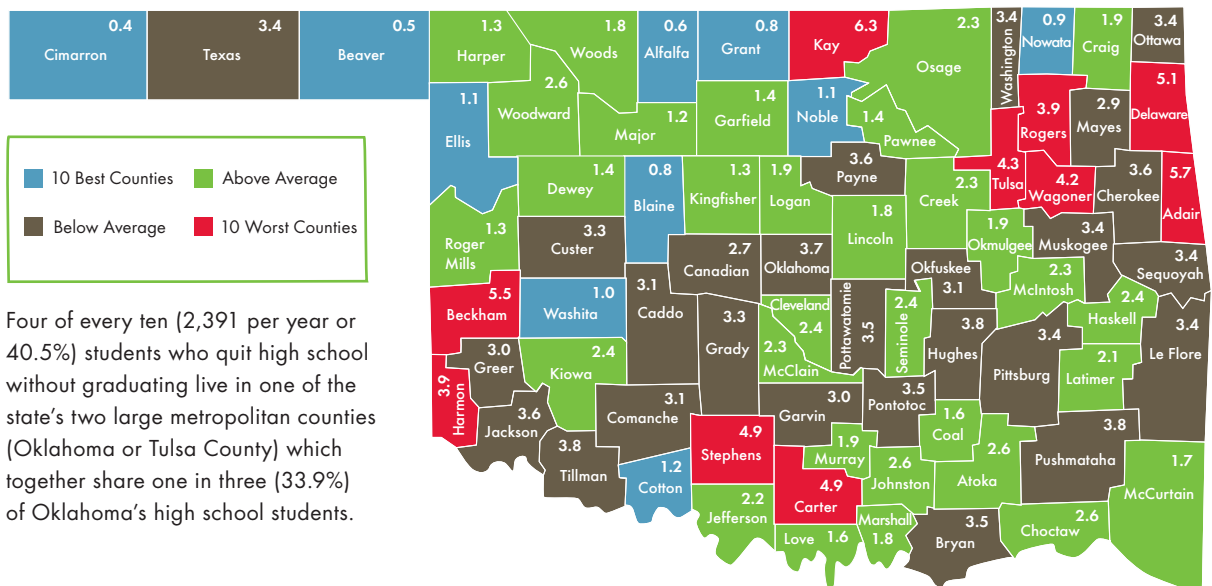 0.4
Cimarron
3.4
Texas
0.5
Beaver
1.3
Harper
1.8
Woods
0.6
Alfalfa
0.8
Grant
6.3
Kay
2.3
Osage
3.4
Washington
0.9
Nowata
1.9
Craig
3.4
Ottawa
1.1
Ellis
2.6
Woodward
1.2
Major
1.4
Garfield
1.1
Noble
1.4
Pawnee
3.9
Rogers
2.9
Mayes
5.1
Delaware
10 Best Counties
Above Average
Below Average
10 Worst Counties
1.4
Dewey
0.8
Blaine
1.3
Kingfisher
1.9
Logan
3.6
Payne
2.3
Creek
4.3
Tulsa
4.2
Wagoner
3.6
Cherokee
5.7
Adair
1.3
Roger
Mills
3.3
Custer
2.7
Canadian
3.7
Oklahoma
1.8
Lincoln
Okfuskee
3.1
1.9
Okmulgee
3.4
Muskogee
3.4
Sequoyah
5.5
Beckham
1.0
Washita
3.1
Caddo
3.3
Grady
Cleveland
2.4
2.3
McClain
Pottawatomie
3.5
Seminole
2.4
3.8
Hughes
2.3
McIntosh
2.4
Haskell
3.4
Le Flore
3.4
Pittsburg
2.1
Latimer
Four of every ten (2,391 per year or
40.5%) students who quit high school
without graduating live in one of the
state's two large metropolitan counties
(Oklahoma or Tulsa County) which
together share one in three (33.9%)
of Oklahoma's high school students.
3.9
Harmon
3.0
Greer
2.4
Kiowa
3.6
Jackson
3.8
Tillman
3.1
Comanche
1.2
Cotton
4.9
Stephens
3.0
Garvin
3.5
Pontotoc
1.6
Coal
2.6
Atoka
3.8
Pushmataha
1.7
McCurtain
1.9
Murray
2.6
Johnston
4.9
Carter
2.2
Jefferson
Love 1.6
Marshall
1.8
3.5
Bryan
2.6
Choctaw